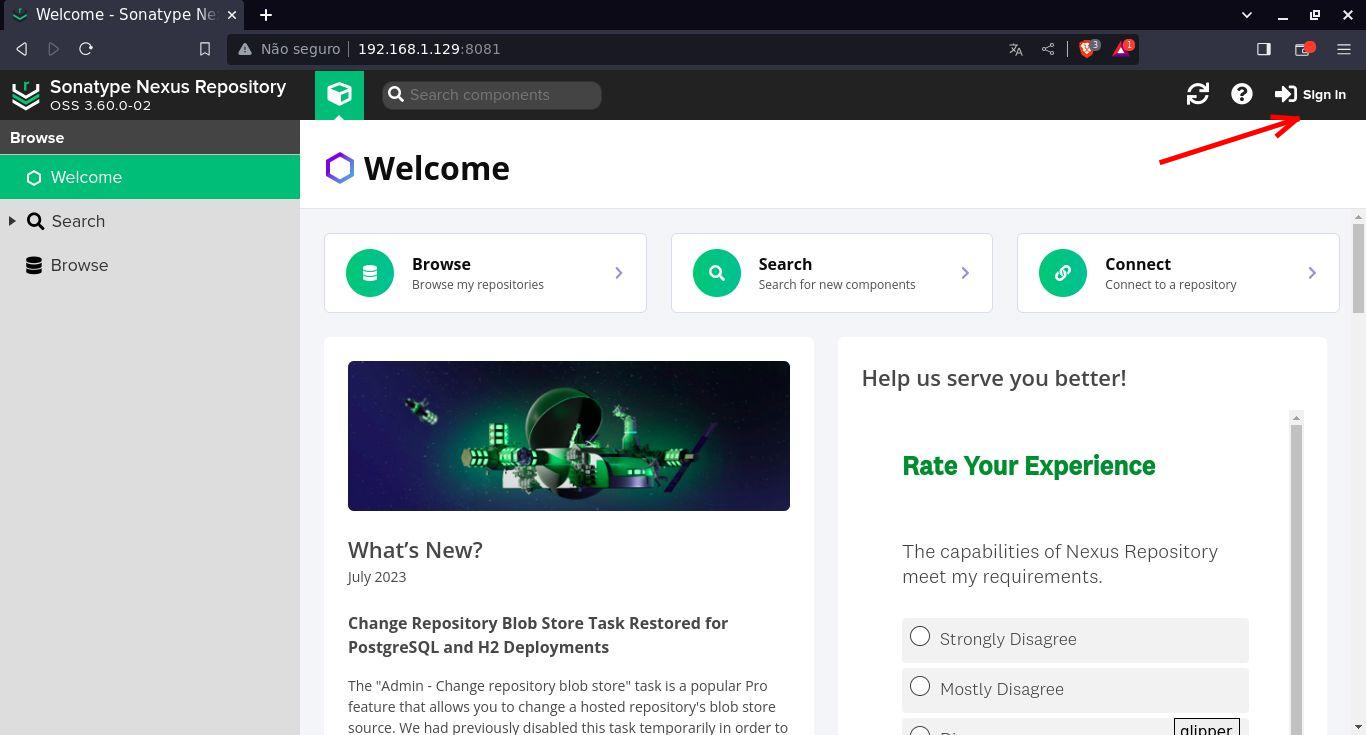 Welcome - Sonatype Ne
Não seguro
192.168.1.129:8081
3
1
Sonatype Nexus Repository
OSS 3.60.0-02
Search components
Sign in
Browse
Welcome
Search
Browse
Welcome
Browse
Browse my repositories
Search
Search for new components
Connect
Connect to a repository
What's New?
July 2023
Change Repository Blob Store Task Restored for
PostgreSQL and H2 Deployments
The "Admin - Change repository blob store" task is a popular Pro
feature that allows you to change a hosted repository's blob store
source. We had previously disabled this task temporarily in order to
Help us serve you better!
Rate Your Experience
The capabilities of Nexus Repository
meet my requirements.
Strongly Disagree
Mostly Disagree
glipper